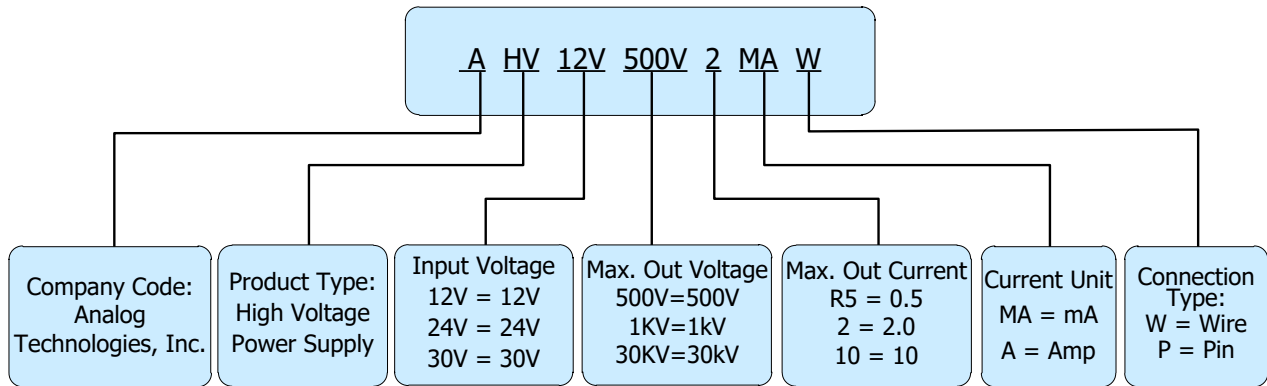 A HV 12V 500V 2 MA W
Company Code:
Analog
Technologies, Inc.
Product Type:
High Voltage
Power Supply
Input Voltage
12V = 12V
24V = 24V
30V = 30V
Max. Out Voltage
500V=500V
1KV=1kV
30KV=30kV
Max. Out Current
R5 = 0.5
2 = 2.0
10 = 10
Current Unit
MA = mA
A = Amp
Connection
Type:
W = Wire
P = Pin